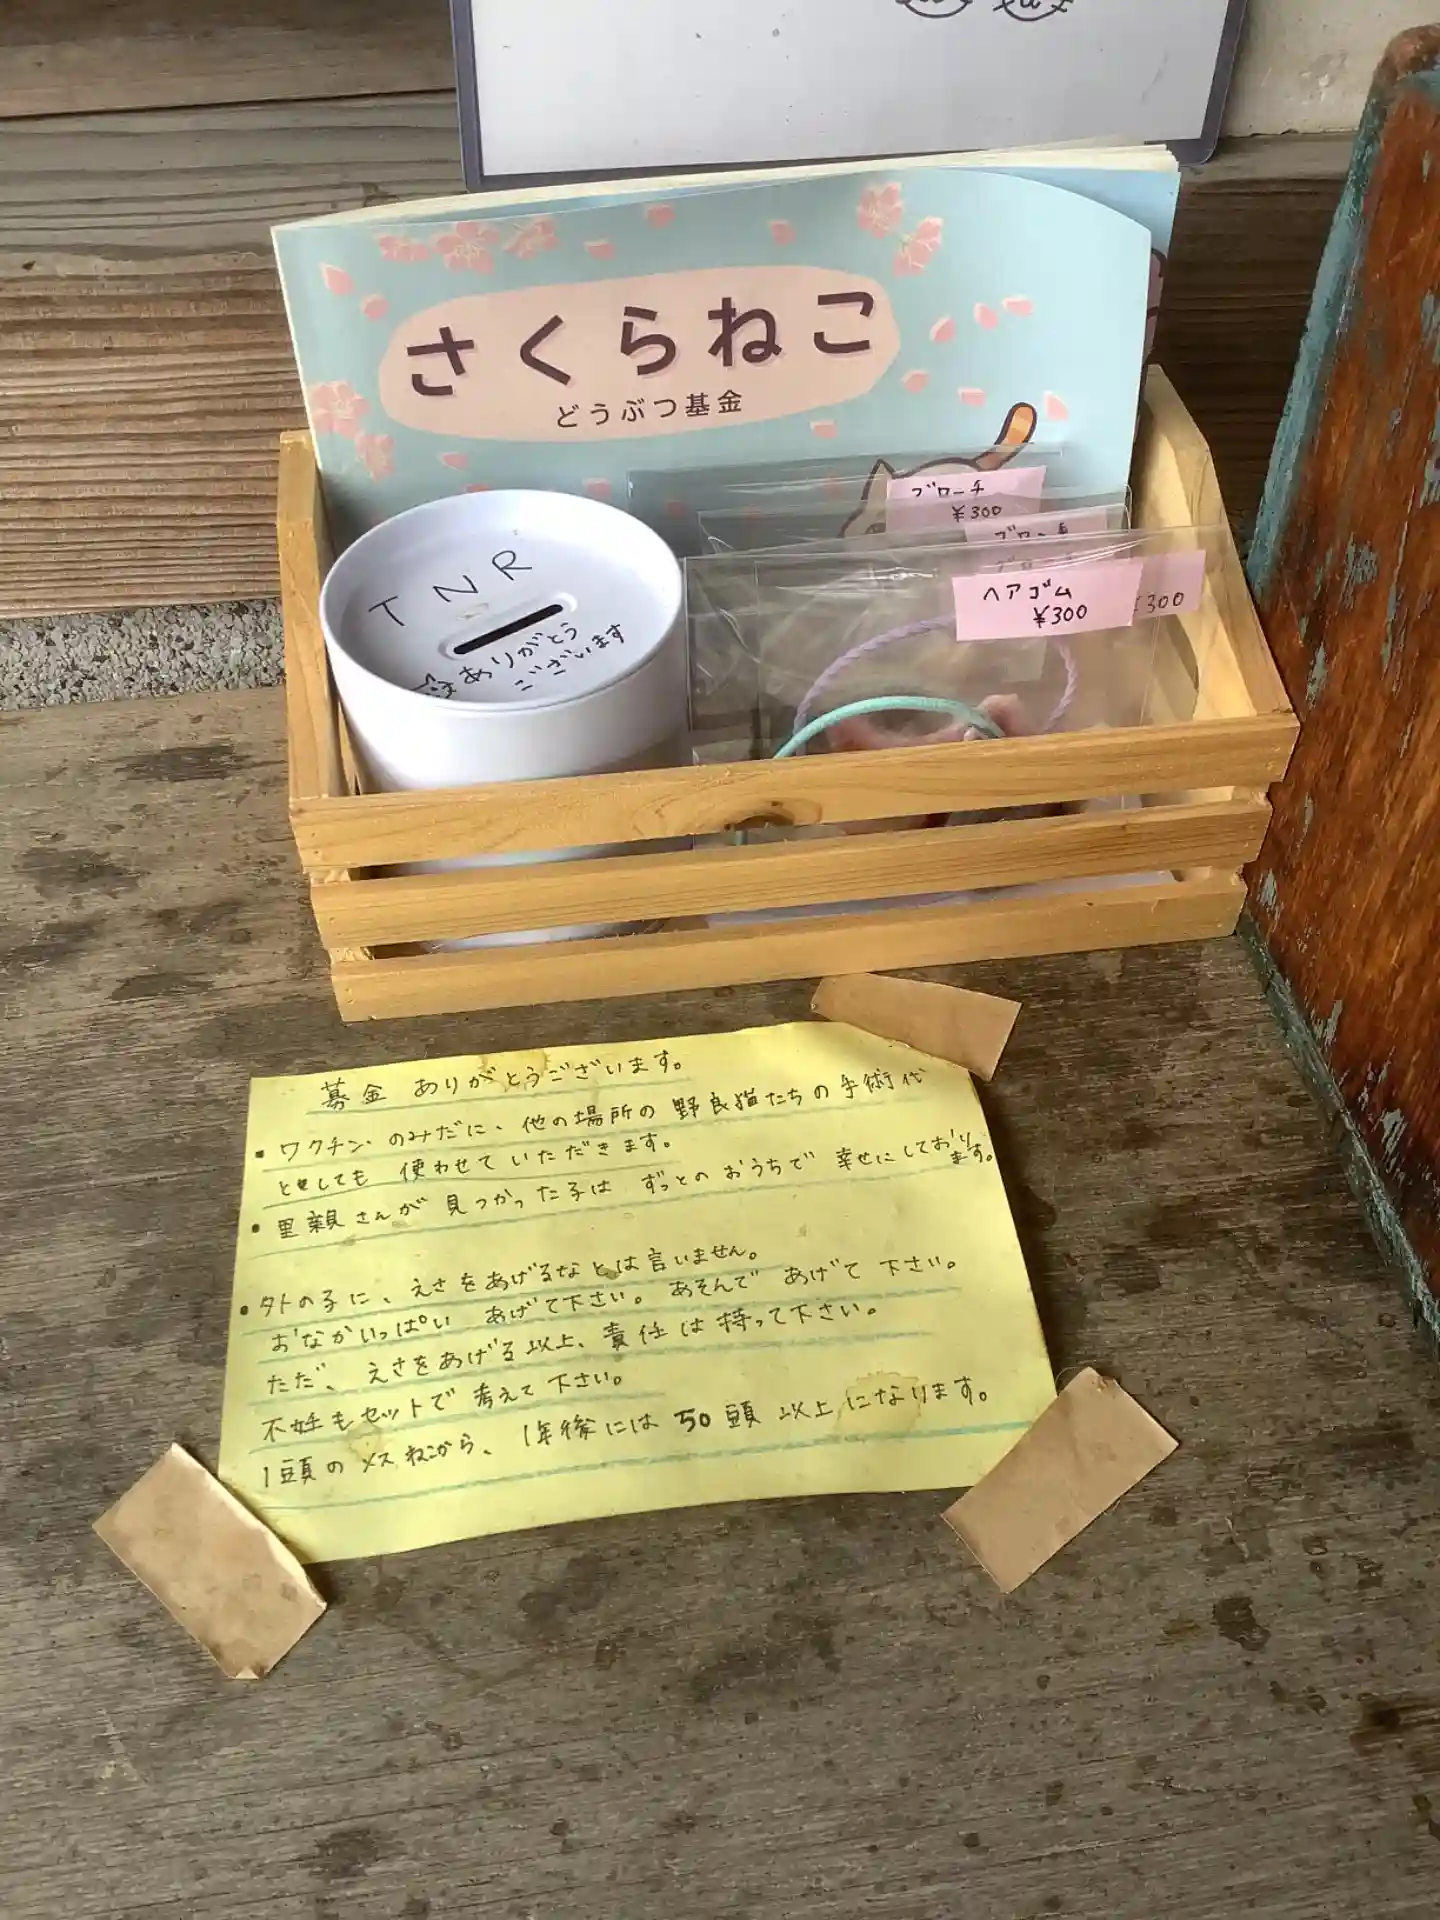 さくらねこ
どうぶつ基金
ブローチ
¥300
ブローチ
ヘアゴム
¥300
¥300
TNR
ありがとう
ございます
募金 ありがとうございます。
・ワクチン、のみだに、他の場所の野良猫たちの手術代
としても 使わせていただきます。
・里親さんが見つかった子は ずっとのおうちで 幸せにしております。
・外の子に、えさをあげるなとは言いません。
おなかいっぱい あげて下さい。あそんで あげて 下さい。
ただ、えさをあげる以上、責任は持って下さい。
不妊もセットで考えて下さい。
1頭のメスねこから、1年後には50頭以上になります。